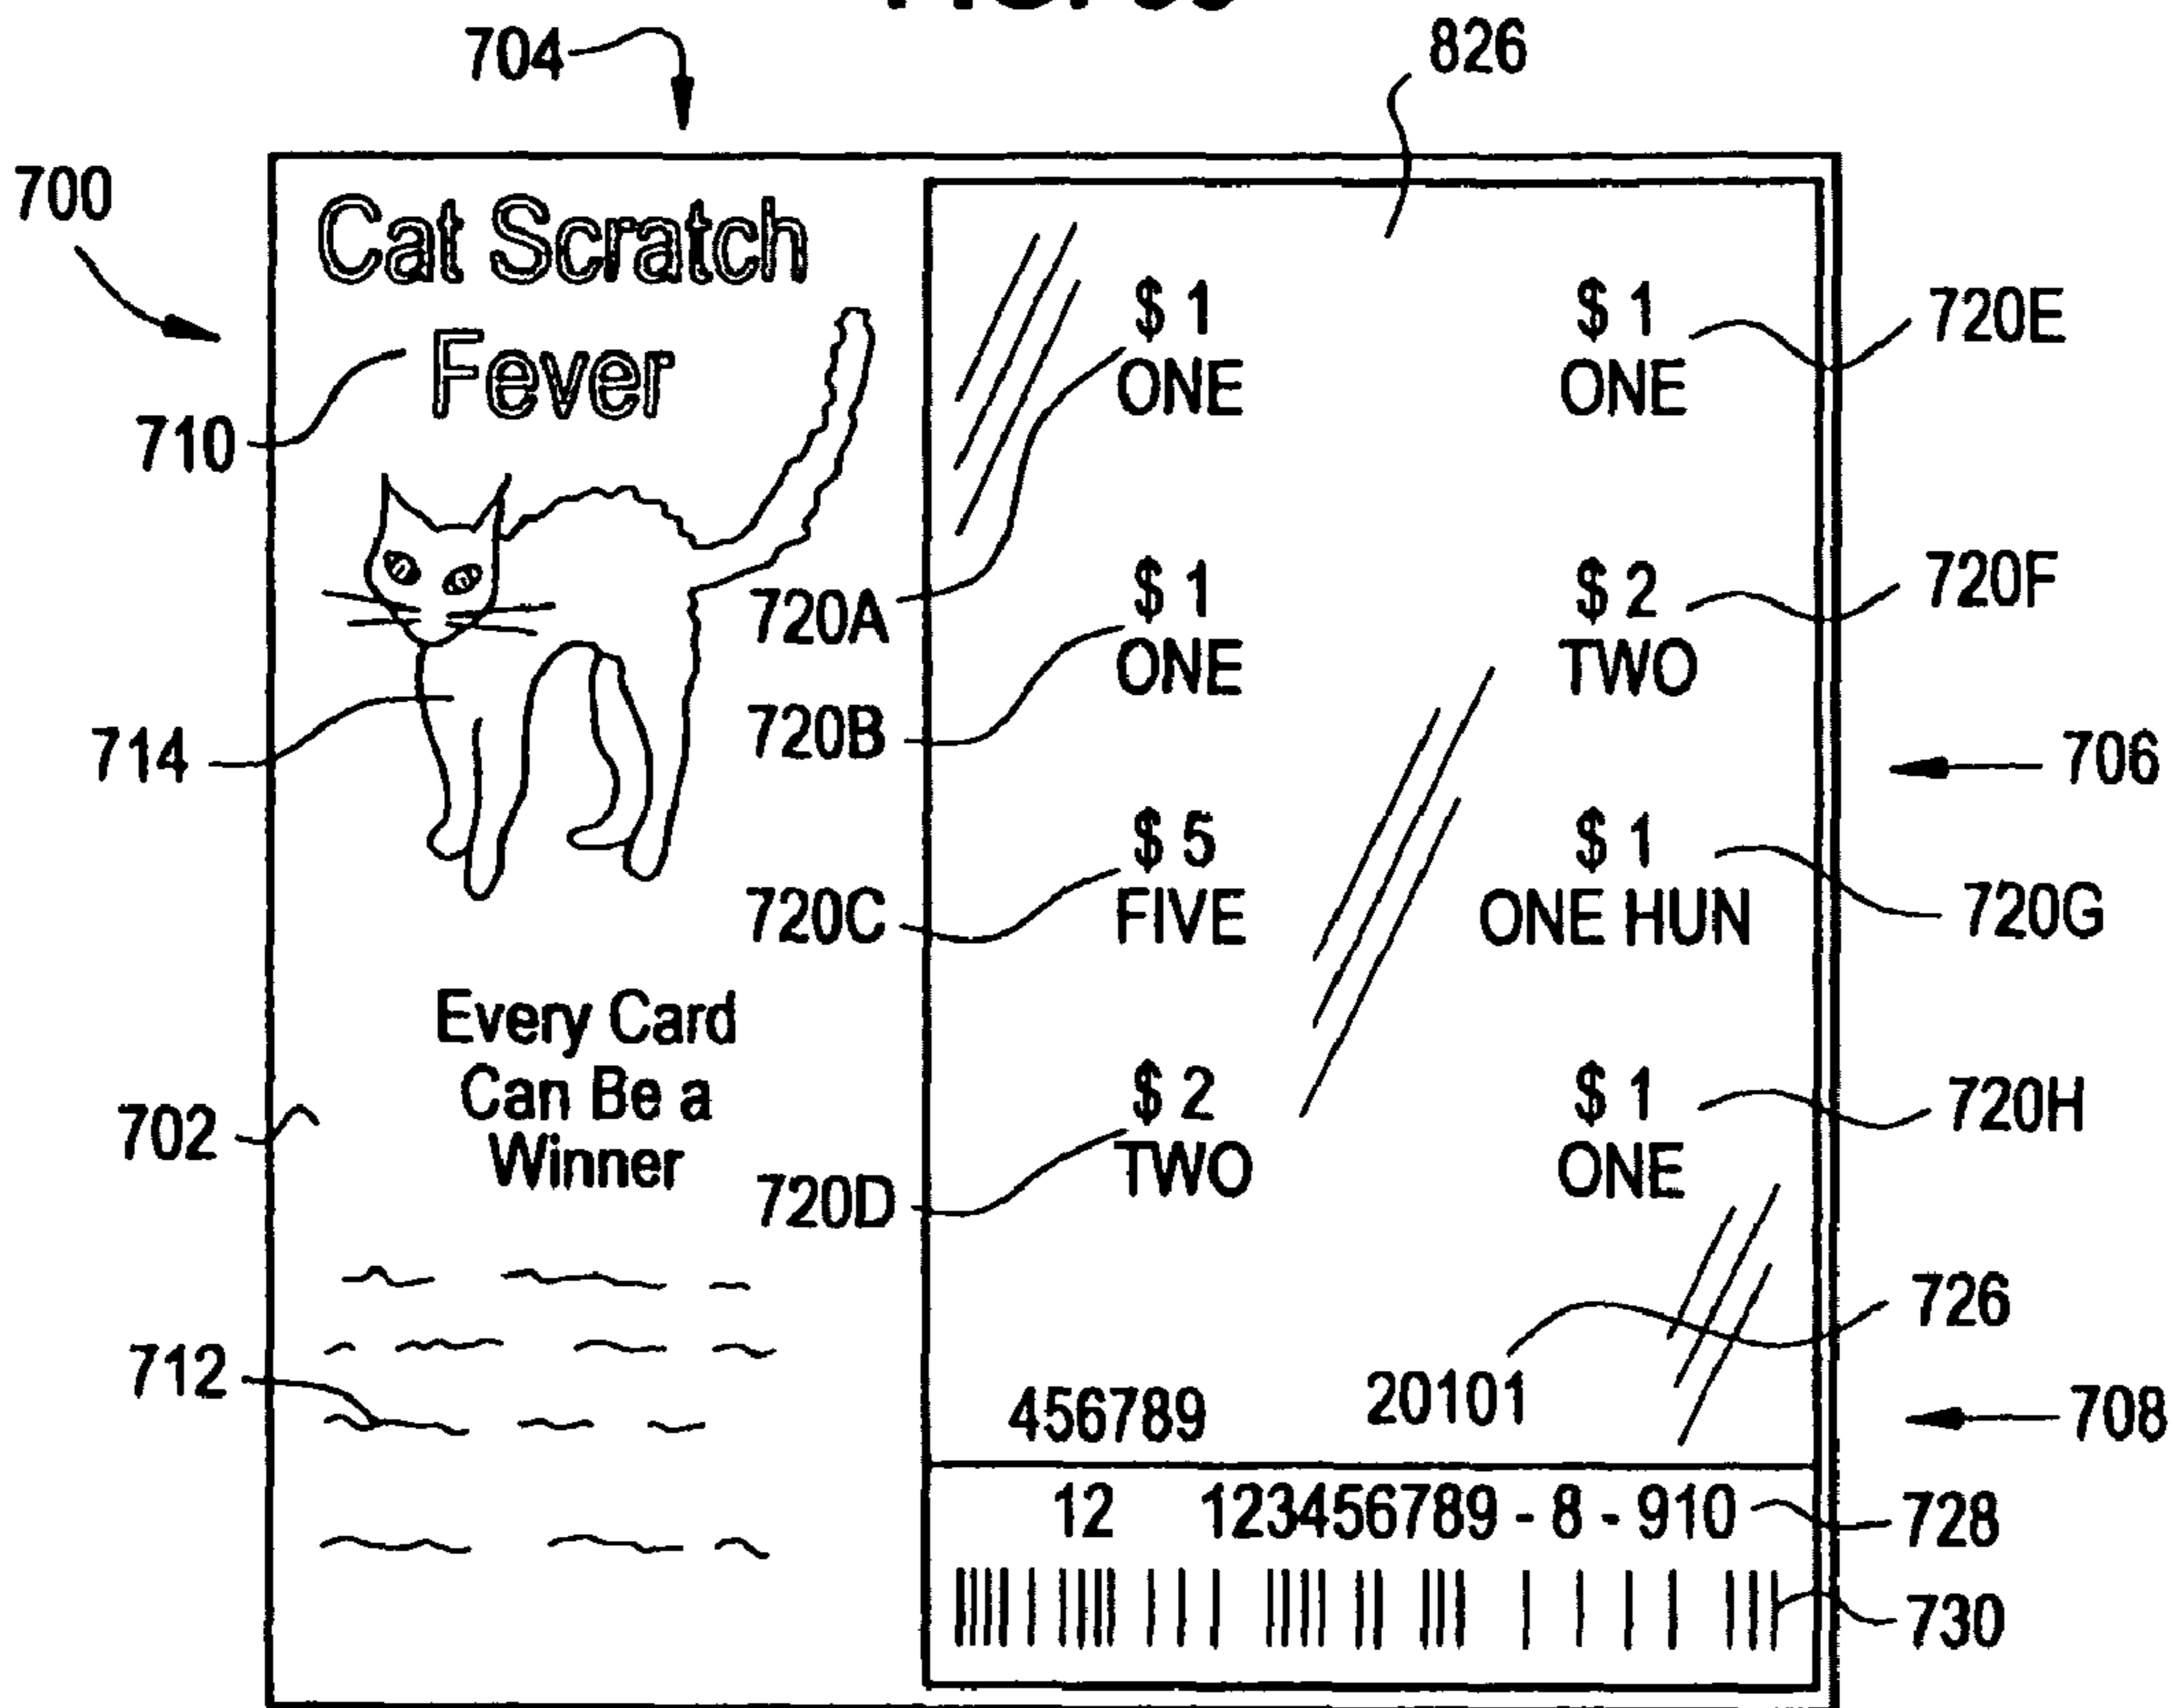 704
826
700
Cat Scratch
Fever
710
$ 1
ONE
$ 1
ONE
720E
720A
$ 1
ONE
$ 2
TWO
720F
714
720B
706
720C
$ 5
FIVE
$ 1
ONE HUN
720G
Every Card
Can Be a
Winner
702
720D
$ 2
TWO
$ 1
ONE
720H
726
712
456789
20101
708
12
123456789 - 8 - 910
728
730